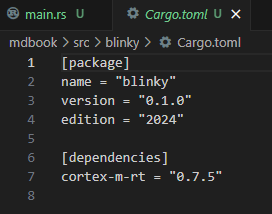 main.rs U Cargo.toml U
mdbook > src > blinky > Cargo.toml
1 [package]
2 name = "blinky"
3 version = "0.1.0"
4 edition = "2024"
5
6 [dependencies]
7 cortex-m-rt = "0.7.5"
8